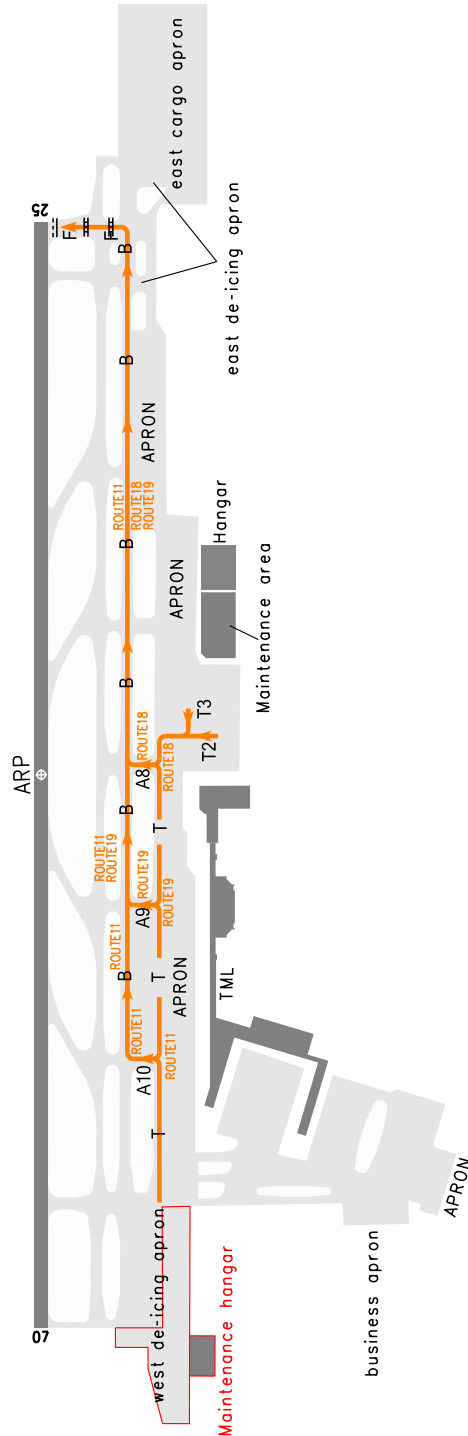 25
F
F
B
east cargo apron
east de-icing apron
B
APRON
ROUTE11
ROUTE18
ROUTE19
B
APRON
Hangar
Maintenance area
B
T3
T2
ARP
A8
ROUTE18
ROUTE18
B
T
ROUTE11
ROUTE19
A9
ROUTE19
ROUTE19
TML
B
T
APRON
ROUTE11
A10
ROUTE11
ROUTE11
T
APRON
business apron
west de-icing apron
Maintenance hangar
07